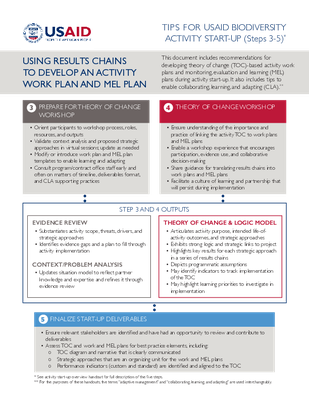 USAID
FROM THE AMERICAN PEOPLE
TIPS FOR USAID BIODIVERSITY
ACTIVITY START-UP (Steps 3-5)*
USING RESULTS CHAINS
TO DEVELOP AN ACTIVITY
WORK PLAN AND MEL PLAN
This document includes recommendations for
developing theory of change (TOC)-based activity work
plans and monitoring, evaluation and learning (MEL)
plans during activity start-up. It also includes tips to
enable collaborating, learning and adapting (CLA).**
3 PREPARE FOR THEORY OF CHANGE
WORKSHOP
• Orient participants to workshop process, roles,
resources, and outputs
• Validate context analysis and proposed strategic
approaches in virtual sessions; update as needed
• Modify or introduce work plan and MEL plan
templates to enable learning and adapting
• Consult program/contract office staff early and
often on matters of timeline, deliverables format,
and CLA supporting practices
4 THEORY OF CHANGE WORKSHOP
• Ensure understanding of the importance and
practice of linking the activity TOC to work plans
and MEL plans
• Enable a workshop experience that encourages
participation, evidence use, and collaborative
decision-making
• Share guidance for translating results chains into
work plans and MEL plans
• Facilitate a culture of learning and partnership that
will persist during implementation
STEP 3 AND 4 OUTPUTS
EVIDENCE REVIEW
• Substantiates activity scope, threats, drivers, and
strategic approaches
• Identifies evidence gaps and a plan to fill through
activity implementation
CONTEXT/PROBLEM ANALYSIS
• Updates situation model to reflect partner
knowledge and expertise and refines it through
evidence review
THEORY OF CHANGE & LOGIC MODEL
• Articulates activity purpose, intended life-of-
activity outcomes, and strategic approaches
• Exhibits strong logic and strategic links to project
• Highlights key results for each strategic approach
in a series of results chains
• Depicts programmatic assumptions
• May identify indicators to track implementation
of the TOC
• May highlight learning priorities to investigate in
implementation
5 FINALIZE START-UP DELIVERABLES
• Ensure relevant stakeholders are identified and have had an opportunity to review and contribute to
deliverables
• Assess TOC and work and MEL plans for best practice elements, including:
o TOC diagram and narrative that is clearly communicated
o Strategic approaches that are an organizing unit for the work and MEL plans
o Performance indicators (custom and standard) are identified and aligned to the TOC
* See activity start-up overview handout for full description of the five steps.
** For the purposes of these handouts, the terms "adaptive management" and "collaborating, learning and adapting" are used interchangeably.